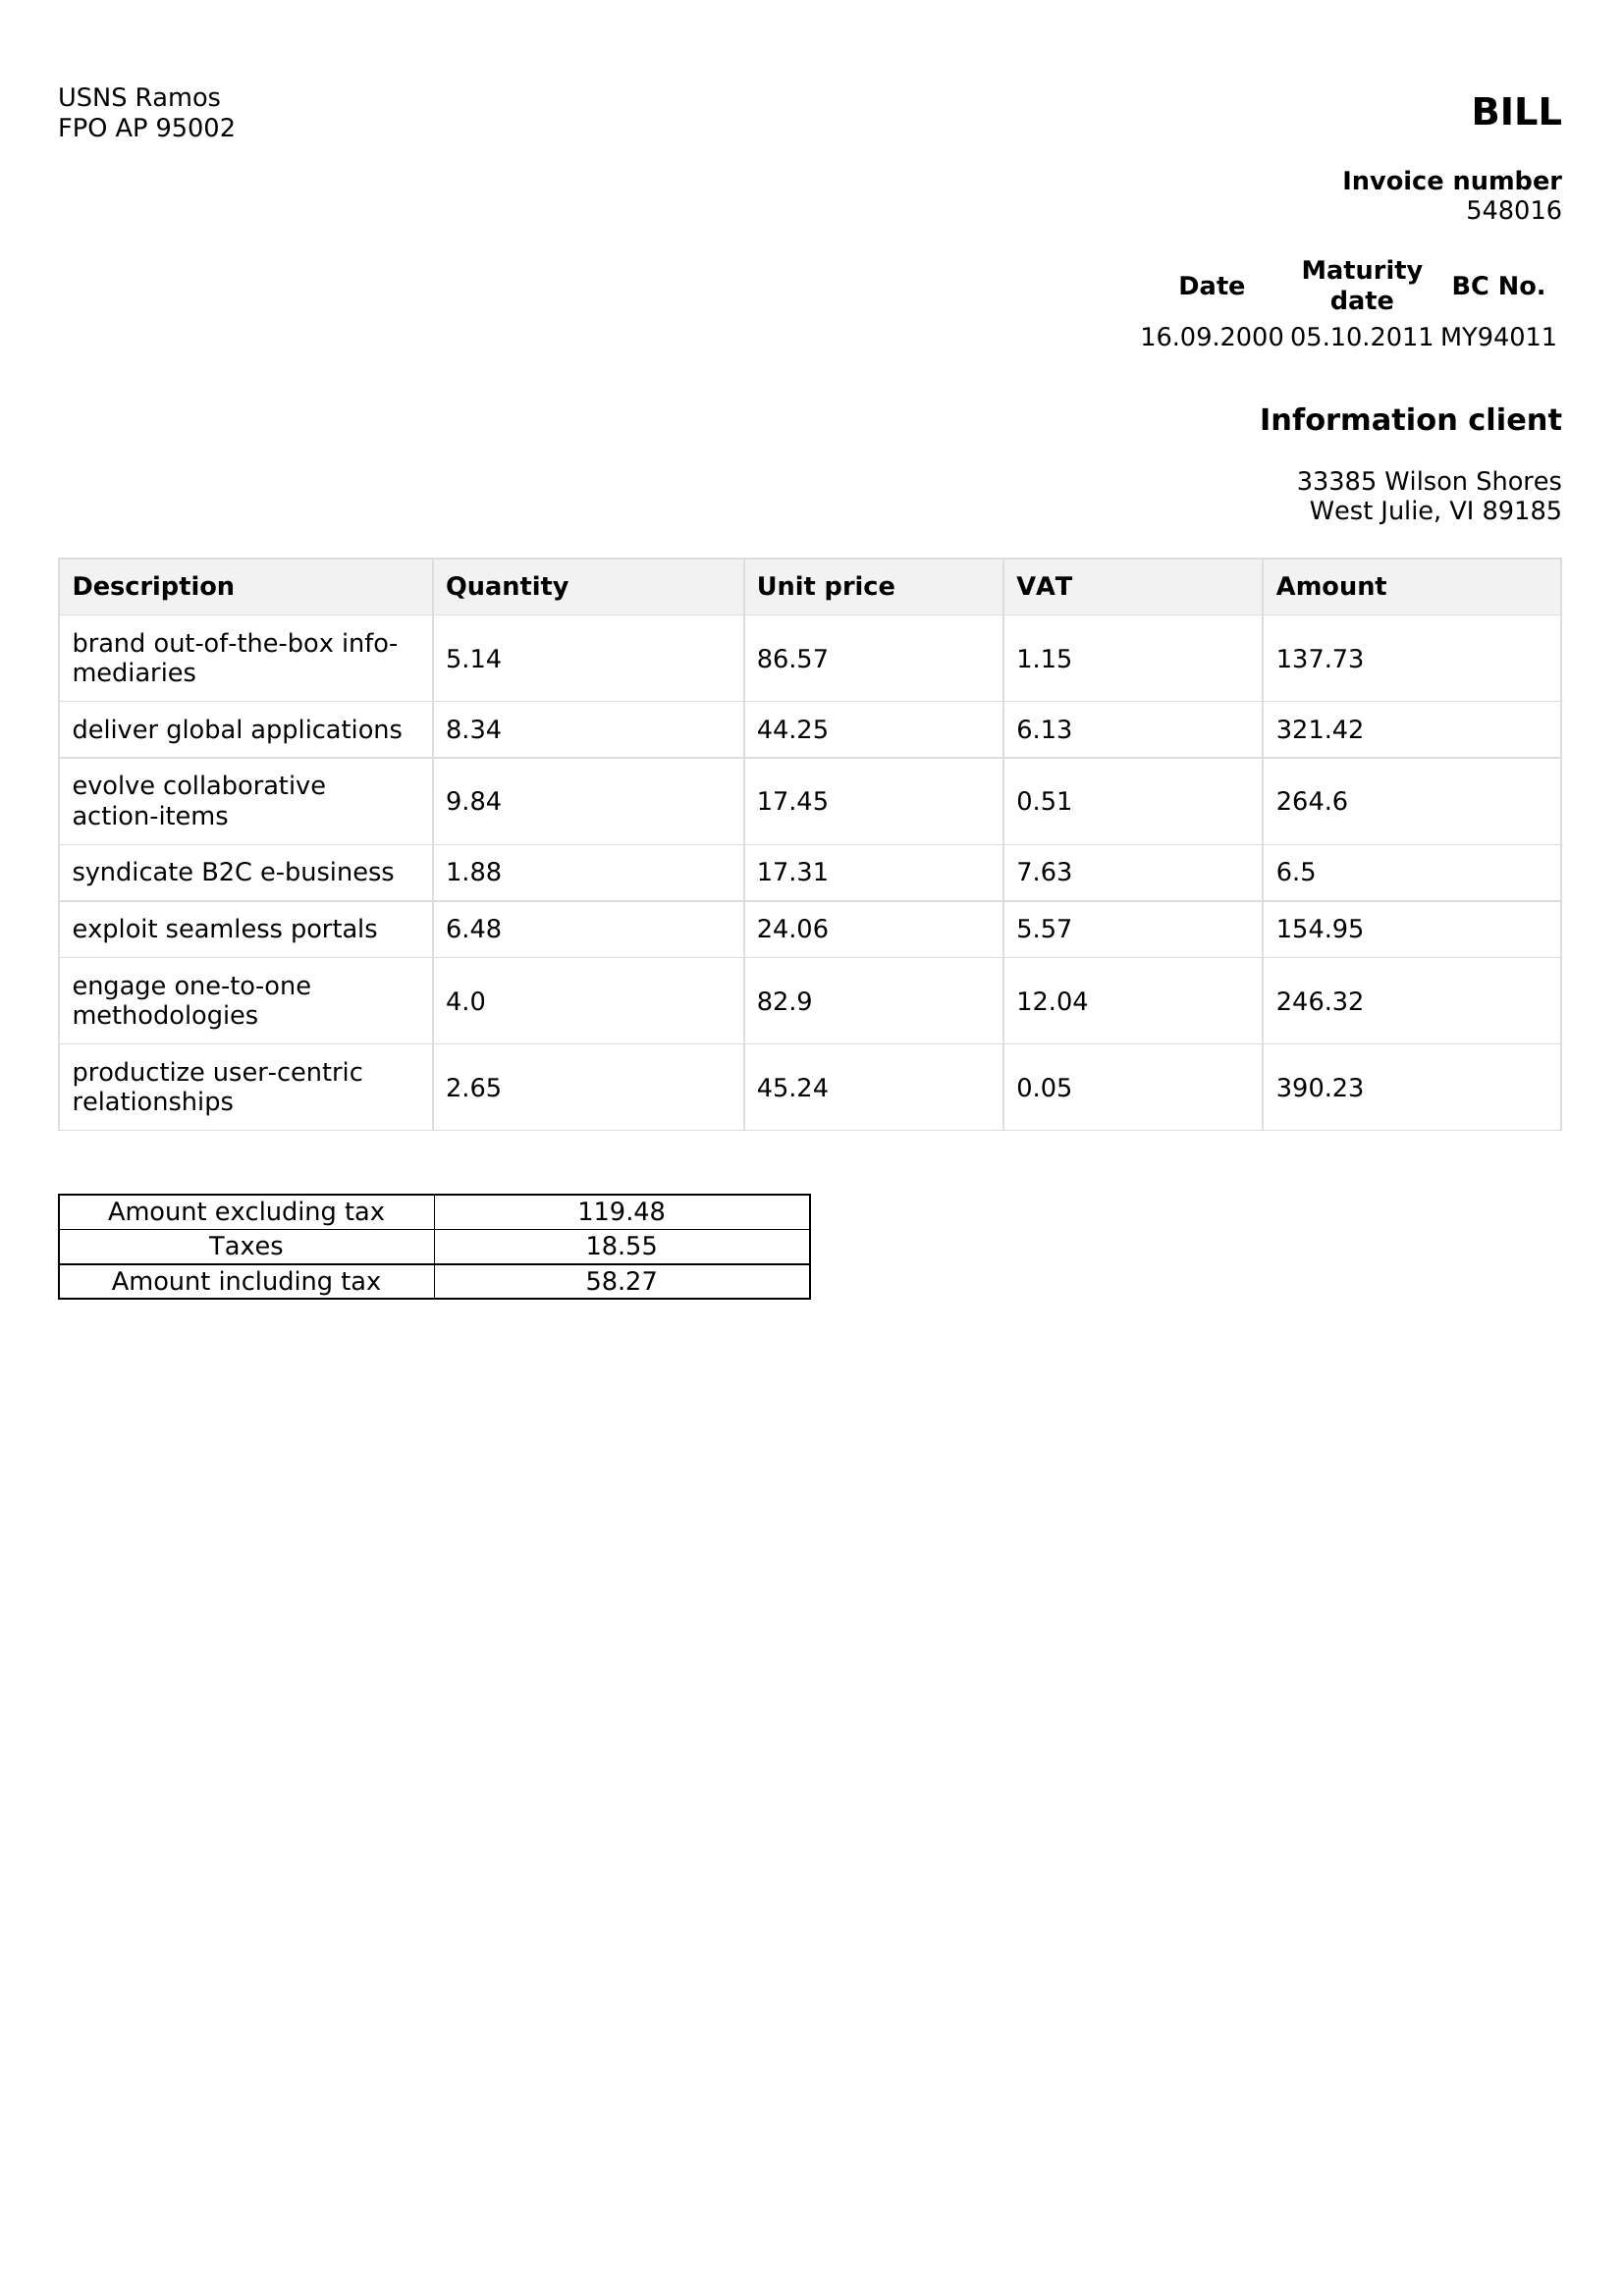 USNS Ramos
FPO AP 95002
BILL
Invoice number
548016
Date Maturity date BC No.
16.09.2000 05.10.2011 MY94011
Information client
33385 Wilson Shores
West Julie, VI 89185
Description Quantity Unit price VAT Amount
brand out-of-the-box info-
mediaries 5.14 86.57 1.15 137.73
deliver global applications 8.34 44.25 6.13 321.42
evolve collaborative
action-items 9.84 17.45 0.51 264.6
syndicate B2C e-business 1.88 17.31 7.63 6.5
exploit seamless portals 6.48 24.06 5.57 154.95
engage one-to-one
methodologies 4.0 82.9 12.04 246.32
productize user-centric
relationships 2.65 45.24 0.05 390.23
Amount excluding tax 119.48
Taxes 18.55
Amount including tax 58.27